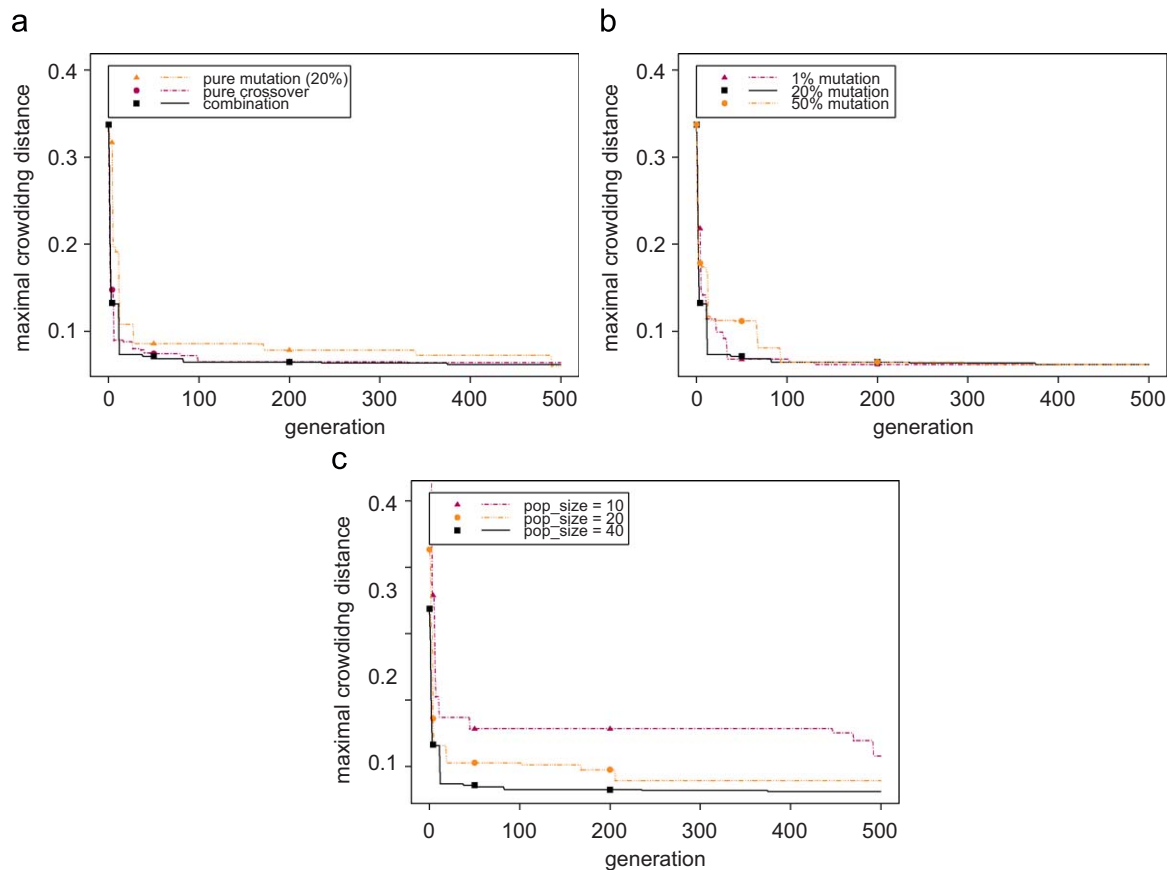 a
maximal crowdidng distance
0.4
0.3
0.2
0.1
pure mutation (20%)
pure crossover
combination
0 100 200 300 400 500
generation
b
maximal crowdidng distance
0.4
0.3
0.2
0.1
1% mutation
20% mutation
50% mutation
0 100 200 300 400 500
generation
c
maximal crowdidng distance
0.4
0.3
0.2
0.1
pop_size = 10
pop_size = 20
pop_size = 40
0 100 200 300 400 500
generation